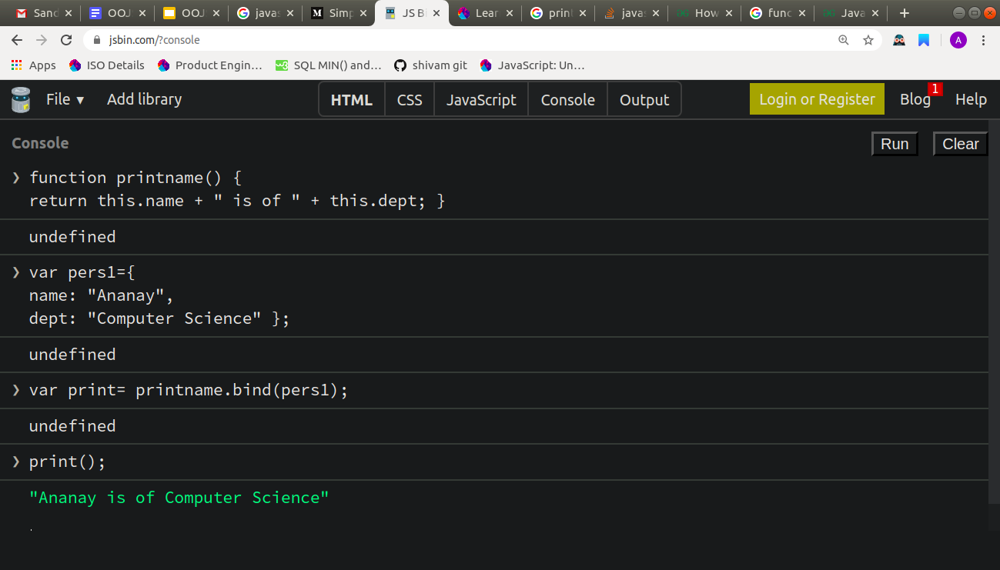 Sand OOJ OOJ javas Simp JS Bi Lear print javas How func Java
jsbin.com/?console A
Apps ISO Details Product Engin… SQL MIN() and… shivam git JavaScript: Un…
File ▾ Add library HTML CSS JavaScript Console Output Login or Register Blog 1 Help
Console Run Clear
❯ function printname() {
return this.name + " is of " + this.dept; }
undefined
❯ var pers1={
name: "Ananay",
dept: "Computer Science" };
undefined
❯ var print= printname.bind(pers1);
undefined
❯ print();
"Ananay is of Computer Science"
.